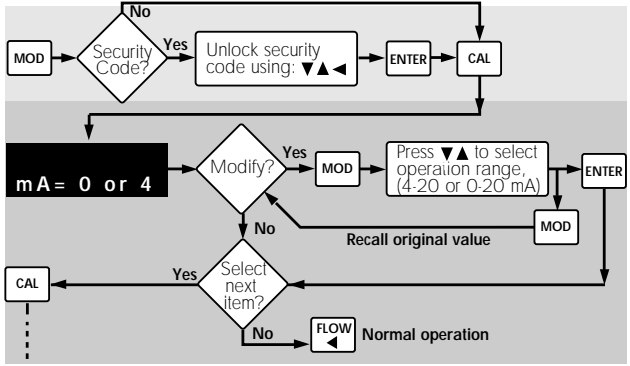 No
MOD
Security
Code?
Yes
Unlock security
code using: ▼▲◄
ENTER
CAL
mA= 0 or 4
Modify?
Yes
MOD
Press ▼▲ to select
operation range,
(4-20 or 0-20 mA)
ENTER
MOD
No
Recall original value
CAL
Yes
Select
next
item?
No
FLOW
◄
Normal operation